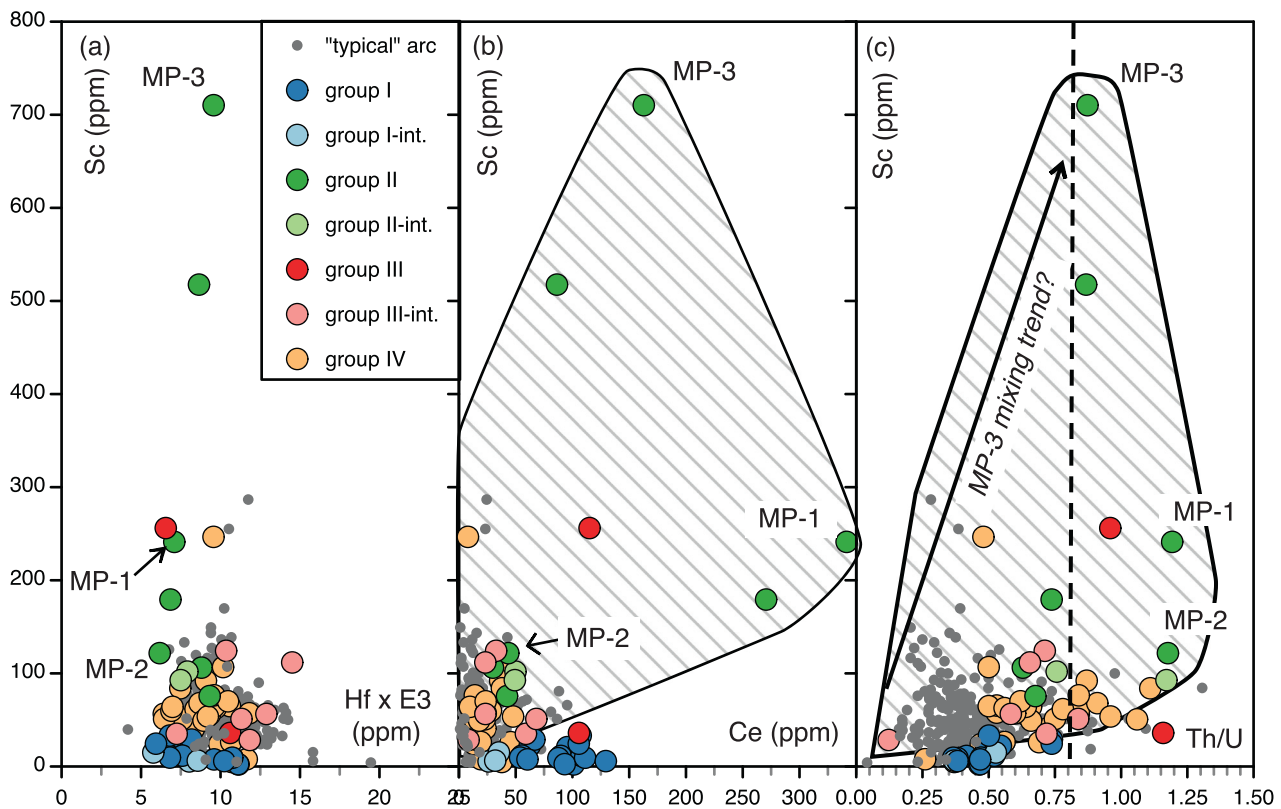 800
700
600
500
400
300
200
100
0
Sc (ppm)
(a)
MP-3
MP-1
MP-2
Hf x E3
(ppm)
0
5
10
15
20
25
"typical" arc
group I
group I-int.
group II
group II-int.
group III
group III-int.
group IV
Sc (ppm)
(b)
MP-3
MP-1
MP-2
Ce (ppm)
0
50
100
150
200
250
300
Sc (ppm)
(c)
MP-3
MP-3 mixing trend?
MP-1
MP-2
Th/U
0.00
0.25
0.50
0.75
1.00
1.25
1.50